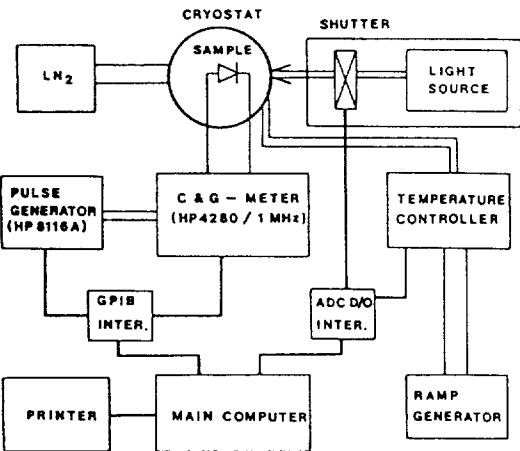 CRYOSTAT
SHUTTER
SAMPLE
LN2
LIGHT
SOURCE
PULSE
GENERATOR
(HP8116A)
C & G - METER
(HP4280 / 1 MHz)
TEMPERATURE
CONTROLLER
GPIB
INTER.
ADC D/O
INTER.
PRINTER
MAIN COMPUTER
RAMP
GENERATOR